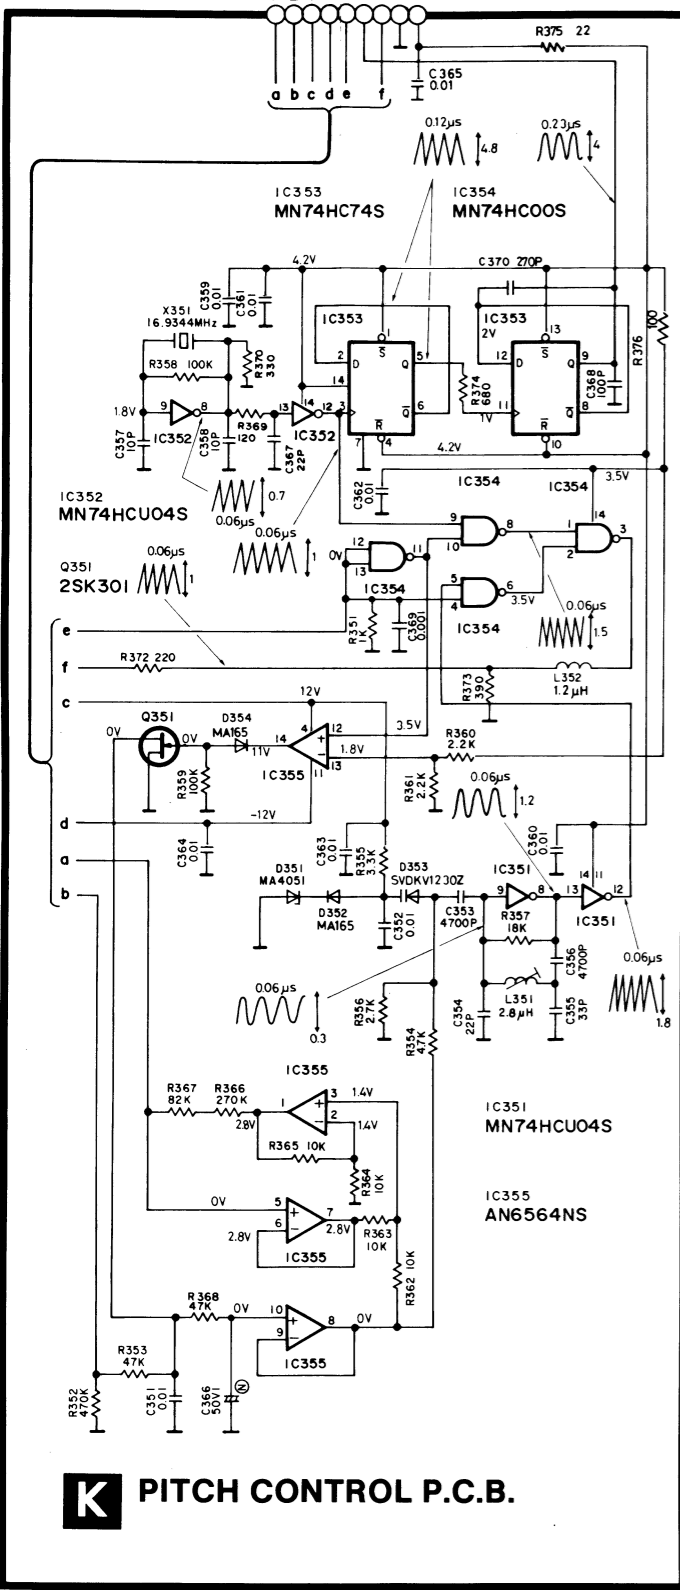 R375 22
C365
0.01
a b c d e f
0.12µs
4.8
0.23µs
4
IC353
MN74HC74S
IC354
MN74HC00S
4.2V
C359
0.01
C361
0.01
C370 270P
X351
16.9344MHz
IC353
1
S
IC353
2V
13
S
R376
100
R358 100K
R370
330
2 D
Q 5
12 D
Q 9
14
R374
680
C368
100P
1.8V
9
8
IC352
R369
120
13
14
12
IC352
3
Q 6
11
1V
Q 8
C357
10P
C358
10P
C367
22P
7
R
4
4.2V
R
10
3.5V
C362
0.01
IC354
IC354
IC352
MN74HCU04S
0.7
0.06µs
0.06µs
1
9
10
8
14
1
2
3
0V
12
13
11
IC354
Q351
2SK301
0.06µs
1
5
4
6
3.5V
IC354
0.06µs
1.5
R351
1K
C369
0.001
e
f
R372 220
R373
390
L352
1.2µH
c
12V
Q351
0V
0V
D354
MA165
11V
14
4
12
13
11
IC355
3.5V
1.8V
R360
2.2K
R359
100K
R361
2.2K
0.06µs
1.2
d
-12V
C364
0.01
C363
0.01
R355
3.3K
C360
0.01
a
b
D351
MA4051
D352
MA165
D353
SVDKV1230Z
C352
0.01
C353
4700P
IC351
9
8
R357
18K
14
11
13
12
IC351
C356
4700P
0.06µs
1.8
0.06µs
0.3
R356
2.7K
R354
47K
C354
22P
L351
2.8µH
C355
33P
IC355
R367
82K
R366
270K
2.8V
1
3
2
1.4V
1.4V
R365 10K
R364
10K
IC351
MN74HCU04S
0V
5
6
7
2.8V
2.8V
IC355
R363
10K
R362 10K
IC355
AN6564NS
R368
47K
0V
10
9
8
0V
IC355
R353
47K
R352
470K
C351
0.01
C366
50V1
N
K PITCH CONTROL P.C.B.